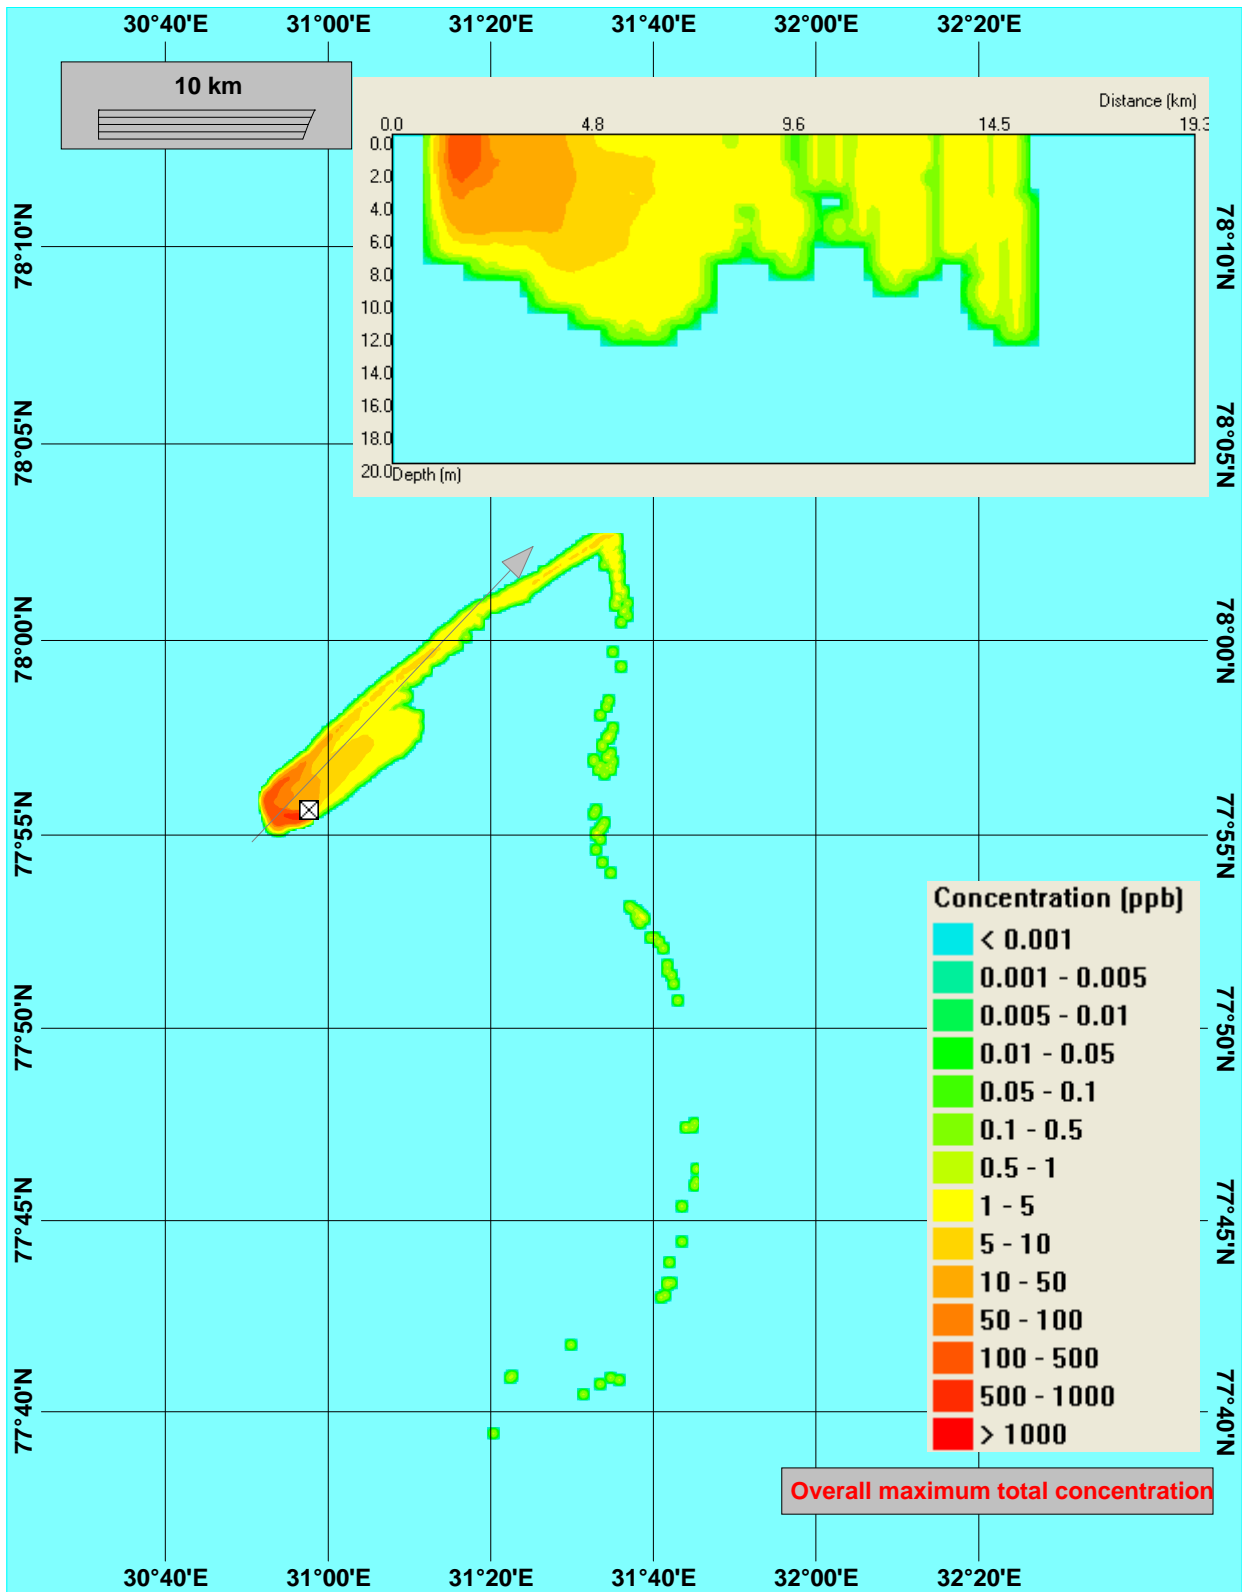 30°40'E 31°00'E 31°20'E 31°40'E 32°00'E 32°20'E
10 km
Distance (km)
0.0 4.8 9.6 14.5 19.3
0.0
2.0
4.0
6.0
8.0
10.0
12.0
14.0
16.0
18.0
20.0
Depth (m)
78°10'N 78°10'N
78°05'N 78°05'N
78°00'N 78°00'N
77°55'N 77°55'N
77°50'N 77°50'N
77°45'N 77°45'N
77°40'N 77°40'N
Concentration (ppb)
< 0.001
0.001 - 0.005
0.005 - 0.01
0.01 - 0.05
0.05 - 0.1
0.1 - 0.5
0.5 - 1
1 - 5
5 - 10
10 - 50
50 - 100
100 - 500
500 - 1000
> 1000
Overall maximum total concentration
30°40'E 31°00'E 31°20'E 31°40'E 32°00'E 32°20'E